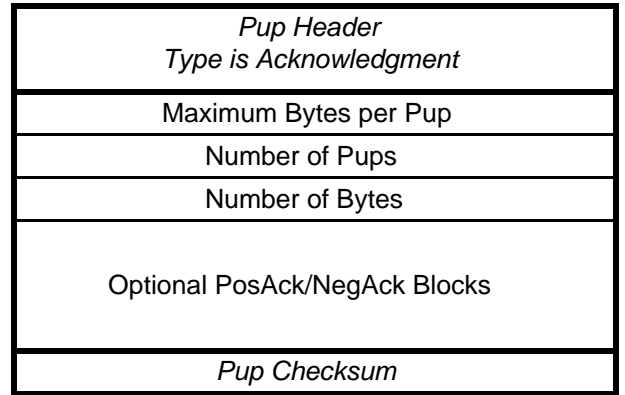 Pup Header
Type is Acknowledgment
Maximum Bytes per Pup
Number of Pups
Number of Bytes
Optional PosAck/NegAck Blocks
Pup Checksum